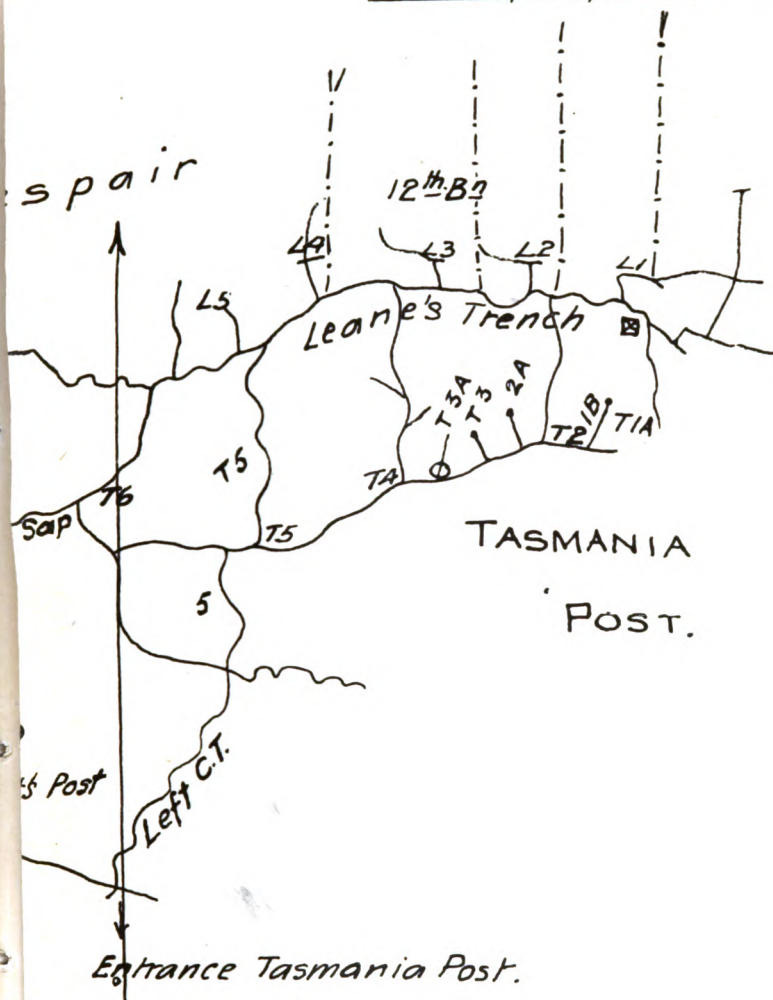 espair
12th Bn
L4
L3
L2
L1
L5
Leane's Trench
T3A
T3
2A
1B
T1A
T2
T5
T4
T6
Sap
T5
TASMANIA
POST.
5
Post
Left C.T.
Entrance Tasmania Post.